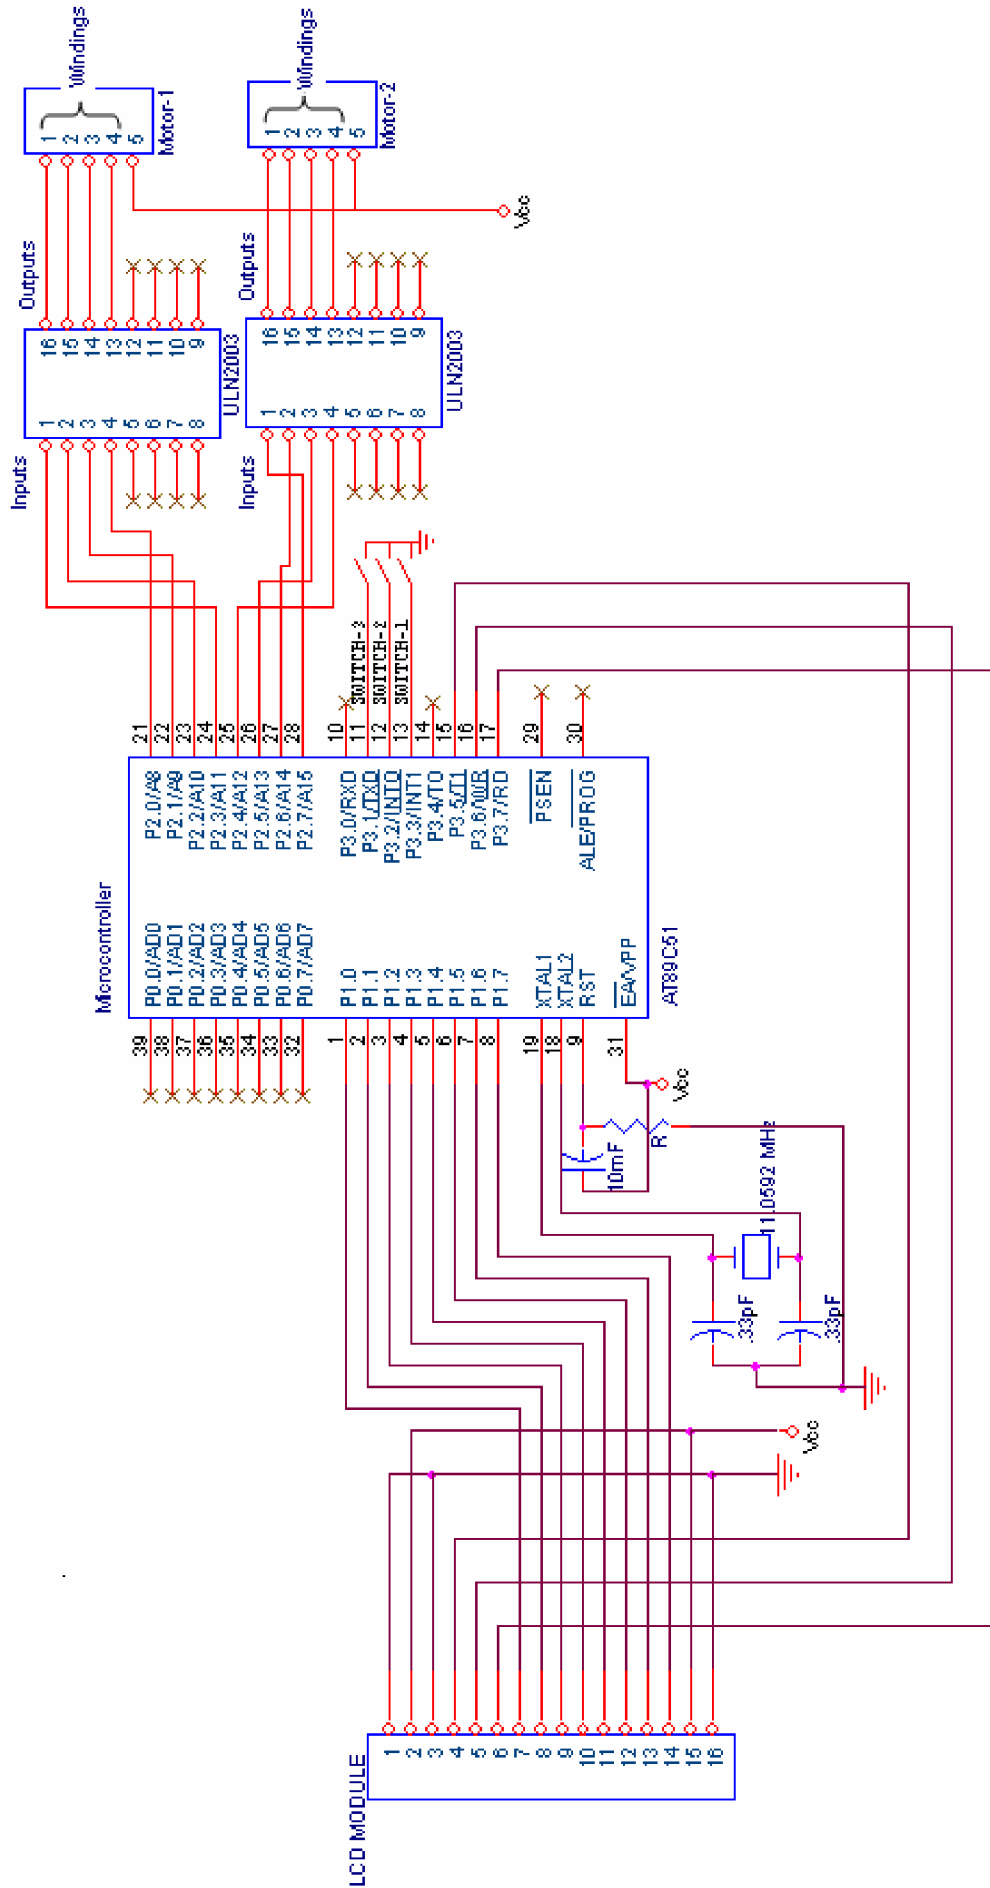 Windings
1
2
3
4
5
Motor-1
Windings
1
2
3
4
5
Motor-2
Vcc
Outputs
16
15
14
13
12
11
10
9
1
2
3
4
5
6
7
8
ULN2003
Inputs
Outputs
16
15
14
13
12
11
10
9
1
2
3
4
5
6
7
8
ULN2003
Inputs
SWITCH-3
SWITCH-2
SWITCH-1
Microcontroller
21
22
23
24
25
26
27
28
10
11
12
13
14
15
16
17
29
30
P2.0/A8
P2.1/A9
P2.2/A10
P2.3/A11
P2.4/A12
P2.5/A13
P2.6/A14
P2.7/A15
P3.0/RXD
P3.1/TXD
P3.2/INTO
P3.3/INT1
P3.4/TO
P3.5/T1
P3.6/WR
P3.7/RD
PSEN
ALE/PROG
P0.0/AD0
P0.1/AD1
P0.2/AD2
P0.3/AD3
P0.4/AD4
P0.5/AD5
P0.6/AD6
P0.7/AD7
P1.0
P1.1
P1.2
P1.3
P1.4
P1.5
P1.6
P1.7
XTAL1
XTAL2
RST
EA/VPP
39
38
37
36
35
34
33
32
1
2
3
4
5
6
7
8
19
18
9
31
AT89C51
Vcc
10mF
R
11.0592 MHz
33pF
33pF
Vcc
LCD MODULE
1
2
3
4
5
6
7
8
9
10
11
12
13
14
15
16